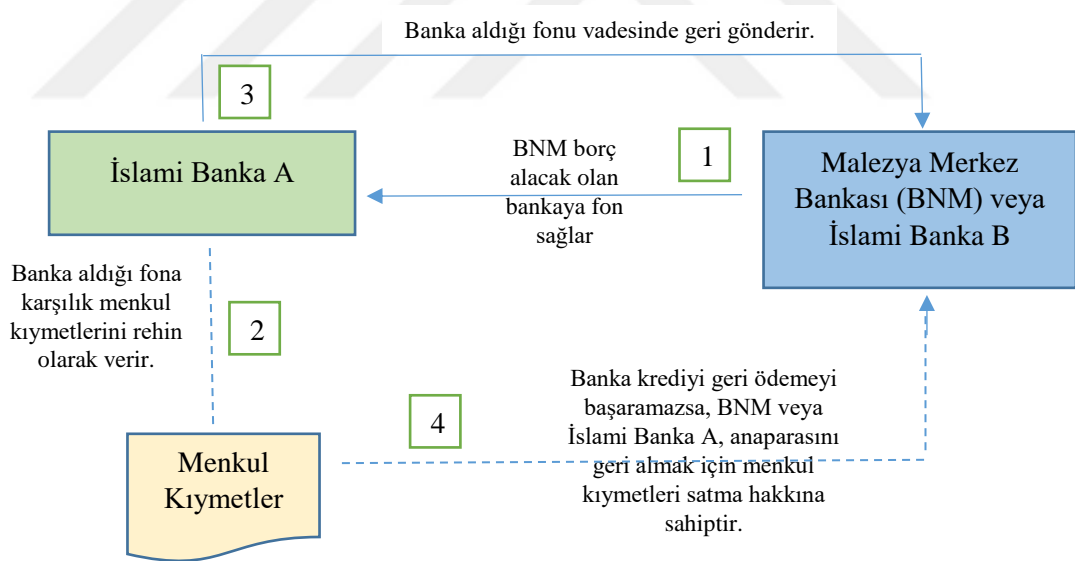 Banka aldığı fonu vadesinde geri gönderir.
3
İslami Banka A
BNM borç
alacak olan
bankaya fon
sağlar
1
Malezya Merkez
Bankası (BNM) veya
İslami Banka B
Banka aldığı fona
karşılık menkul
kıymetlerini rehin
olarak verir.
2
4
Banka krediyi geri ödemeyi
başaramazsa, BNM veya
İslami Banka A, anaparasını
geri almak için menkul
kıymetleri satma hakkına
sahiptir.
Menkul
Kıymetler